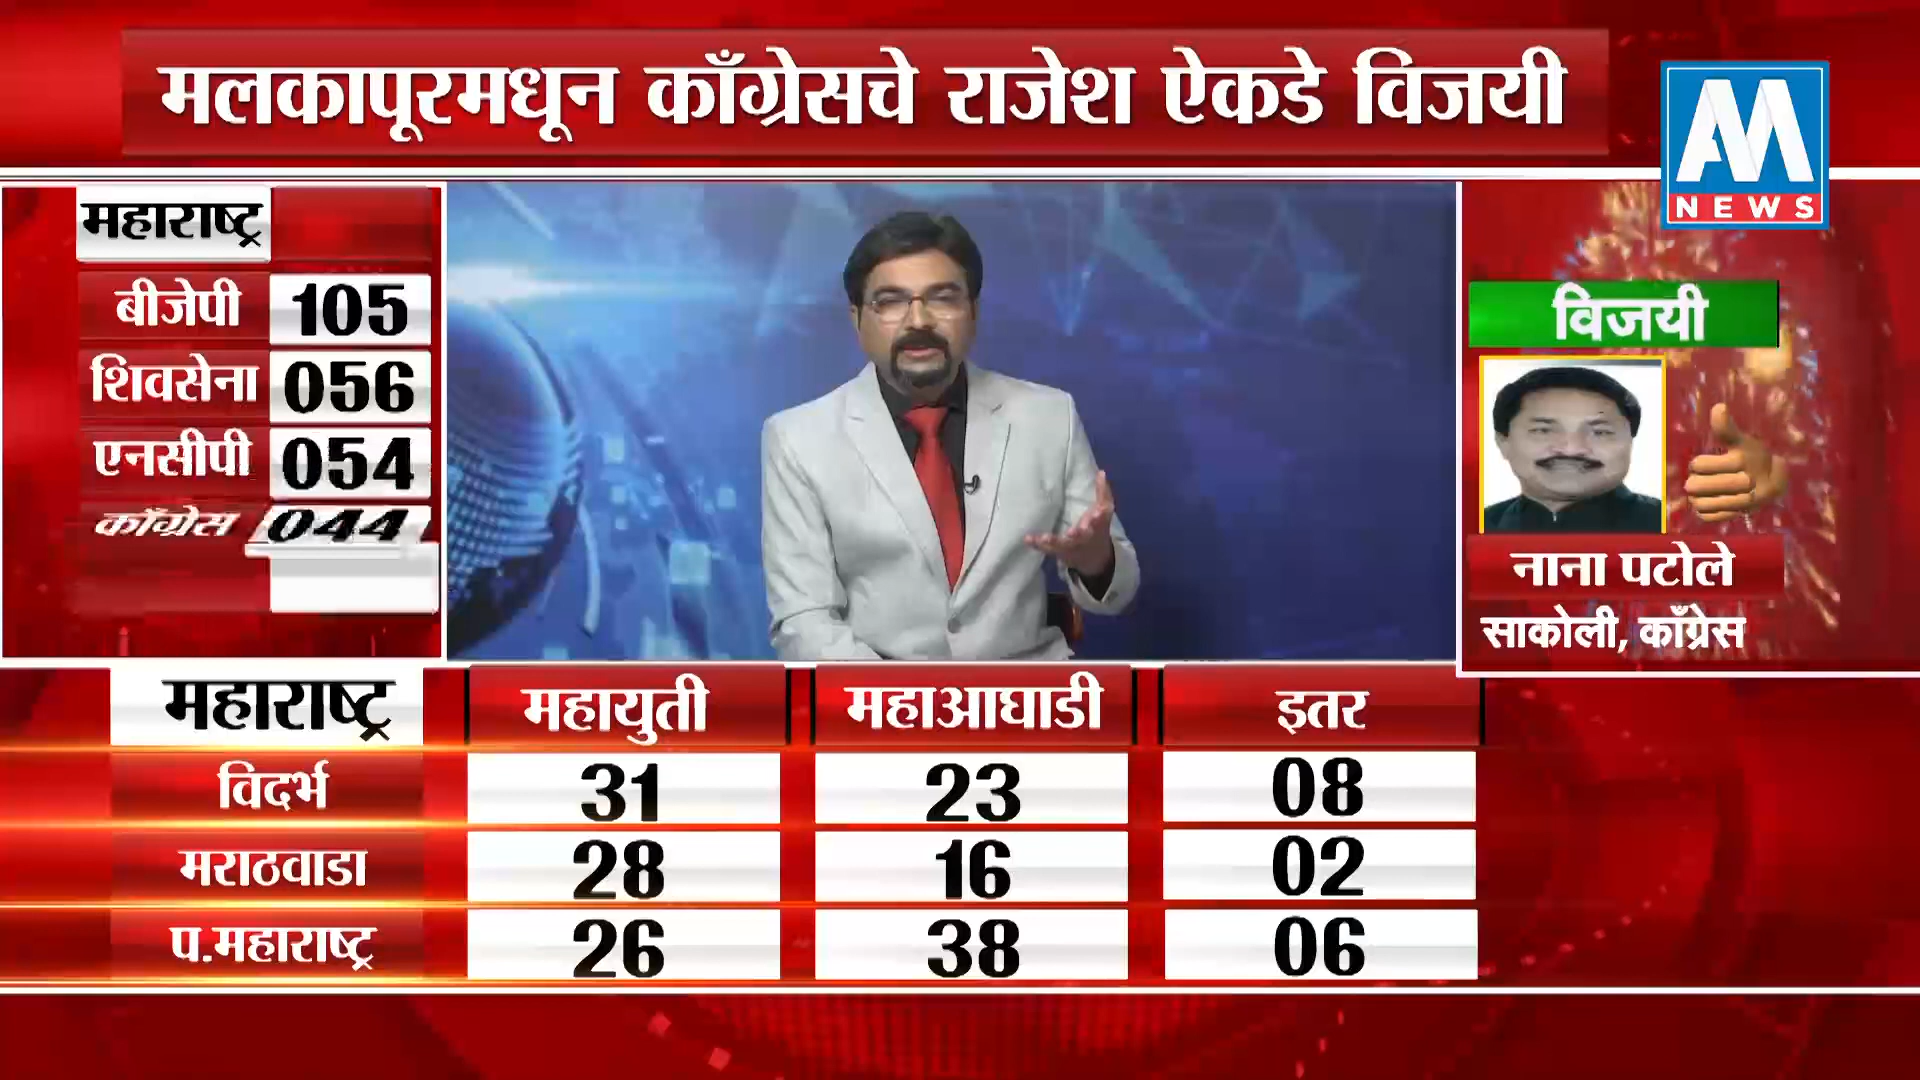 मलकापूरमधून काँग्रेसचे राजेश ऐकडे विजयी
AM
NEWS
महाराष्ट्र
बीजेपी 105
शिवसेना 056
एनसीपी 054
काँग्रेस 044
विजयी
नाना पटोले
साकोली, काँग्रेस
महाराष्ट्र महायुती महाआघाडी इतर
विदर्भ 31 23 08
मराठवाडा 28 16 02
प.महाराष्ट्र 26 38 06